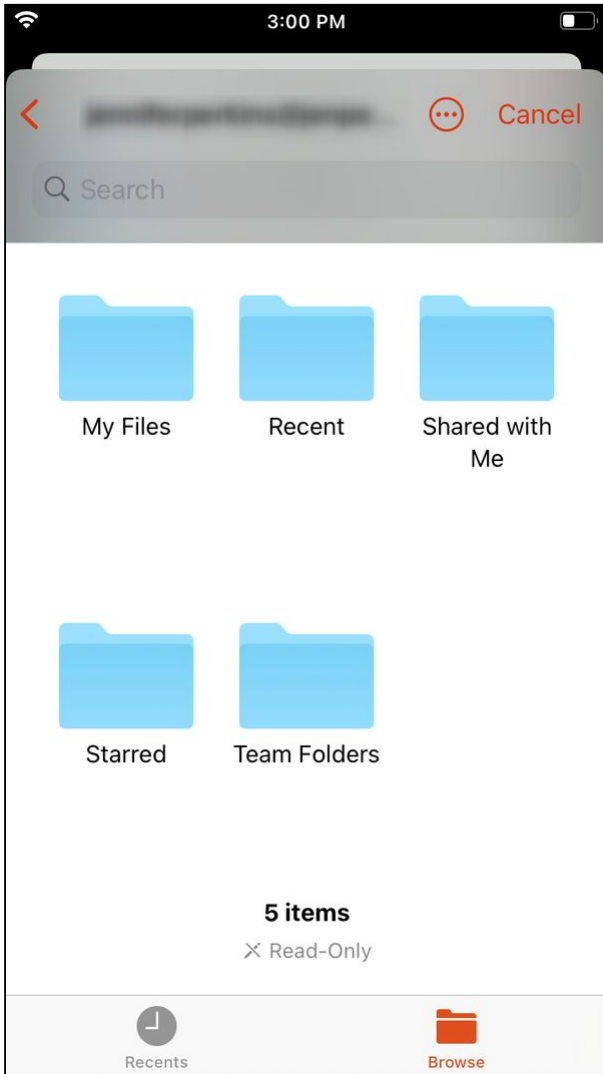 3:00 PM
Cancel
Search
My Files
Recent
Shared with
Me
Starred
Team Folders
5 items
Read-Only
Recents
Browse